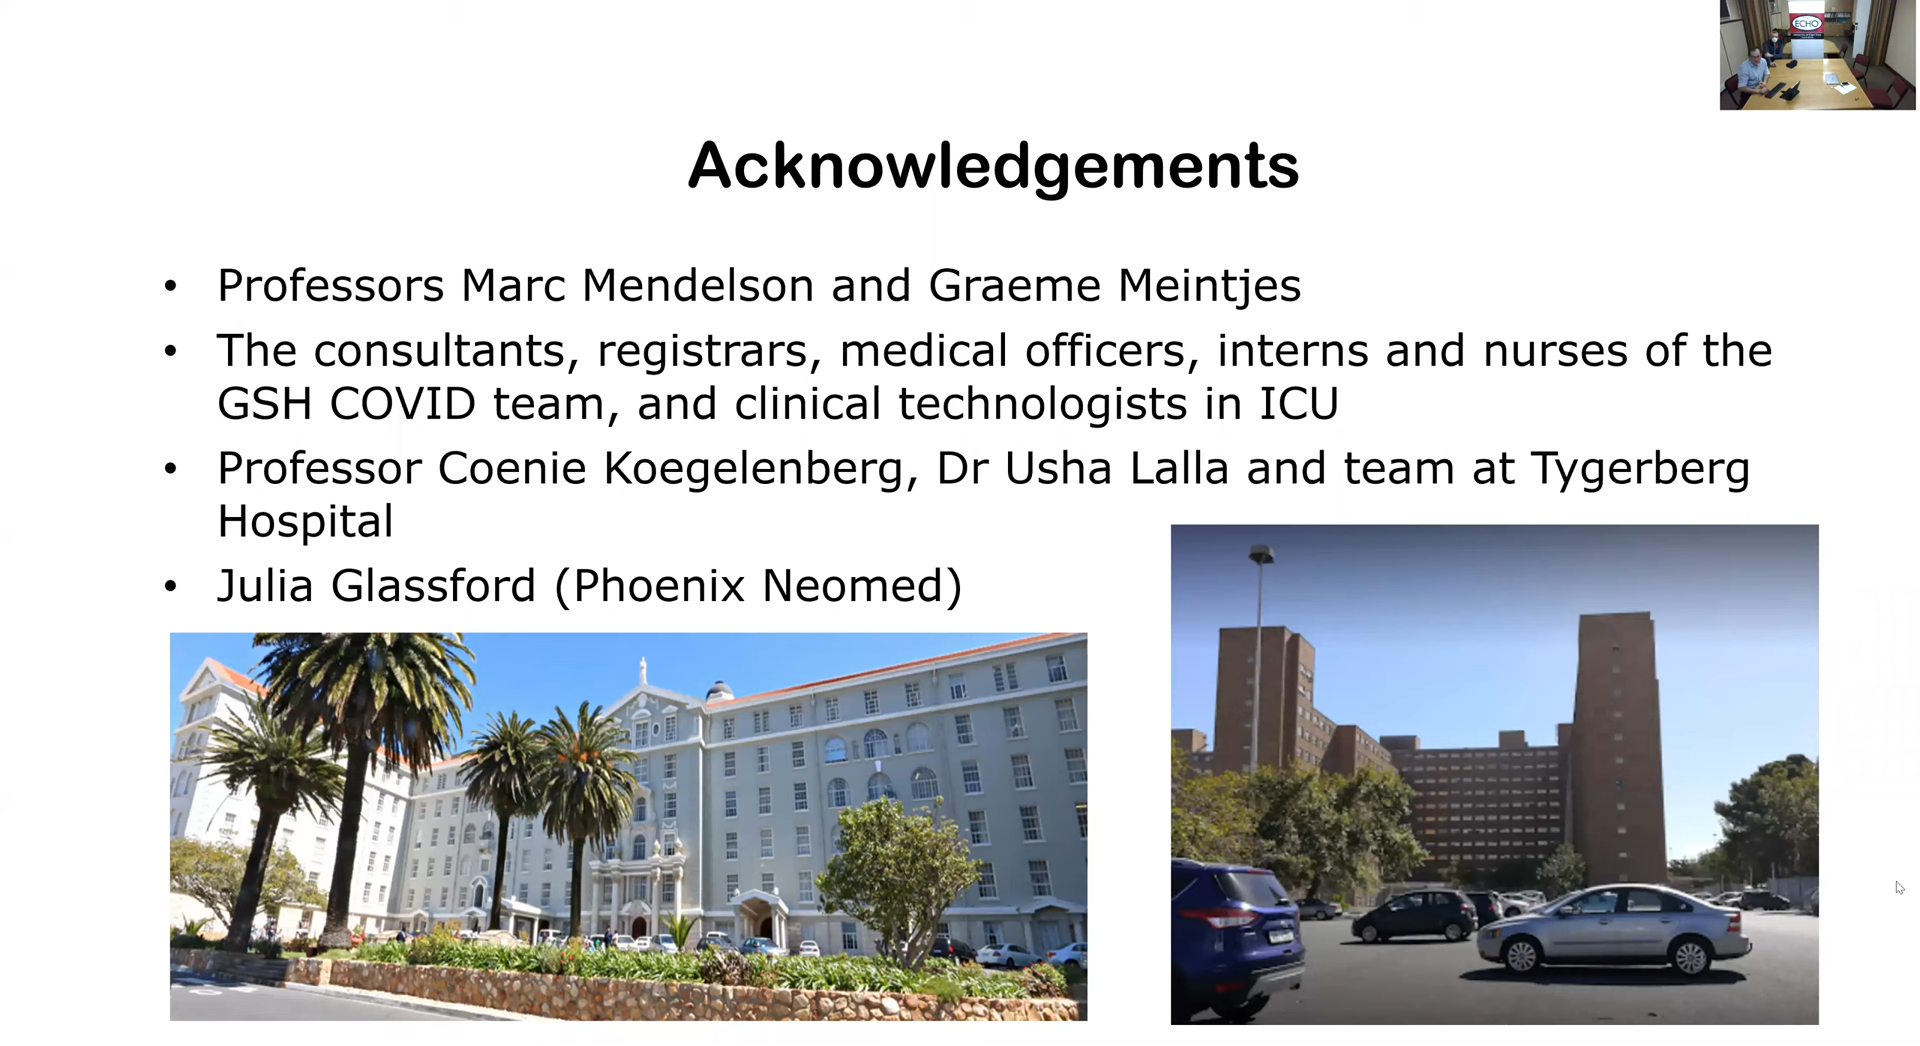 ECHO
Acknowledgements
• Professors Marc Mendelson and Graeme Meintjes
• The consultants, registrars, medical officers, interns and nurses of the
GSH COVID team, and clinical technologists in ICU
• Professor Coenie Koegelenberg, Dr Usha Lalla and team at Tygerberg
Hospital
• Julia Glassford (Phoenix Neomed)